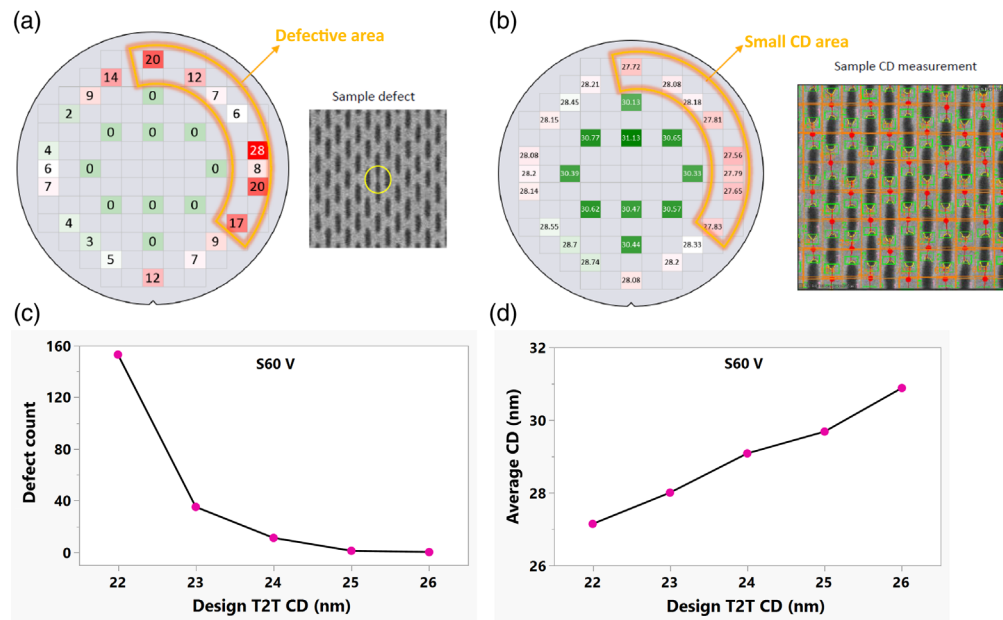 (a)
Defective area
20
14 12
9 0 7
2 6
0 0 0
4 28
6 0 0 8
7 20
0 0 0
4 17
3 0 9
5 7
12
Sample defect
(b)
Small CD area
27.72
28.21 28.08
28.45 30.13 28.18
28.15 27.81
30.77 31.13 30.65
28.08 27.56
28.2 30.39 30.33 27.79
28.14 27.65
30.62 30.47 30.57
28.55 27.83
28.7 30.44 28.33
28.74 28.2
28.08
Sample CD measurement
(c)
S60 V
Defect count
160
120
80
40
0
22 23 24 25 26
Design T2T CD (nm)
(d)
S60 V
Average CD (nm)
32
30
28
26
22 23 24 25 26
Design T2T CD (nm)